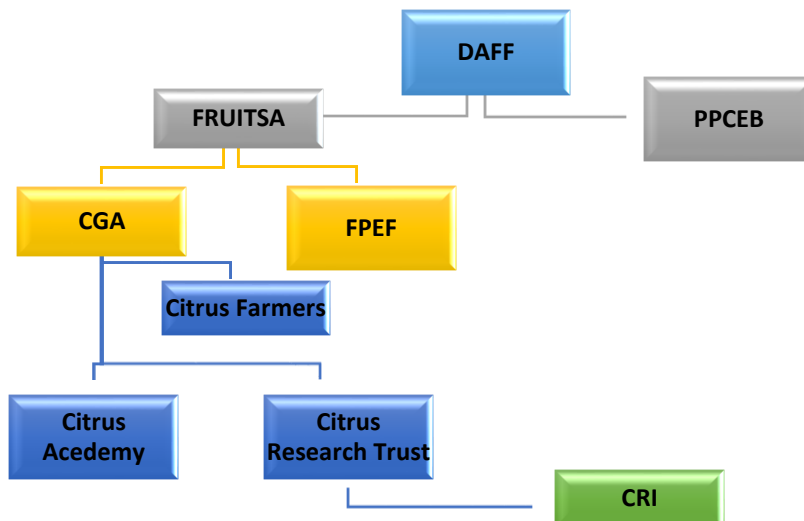 DAFF
FRUITSA
PPCEB
CGA
FPEF
Citrus Farmers
Citrus
Acedemy
Citrus
Research Trust
CRI